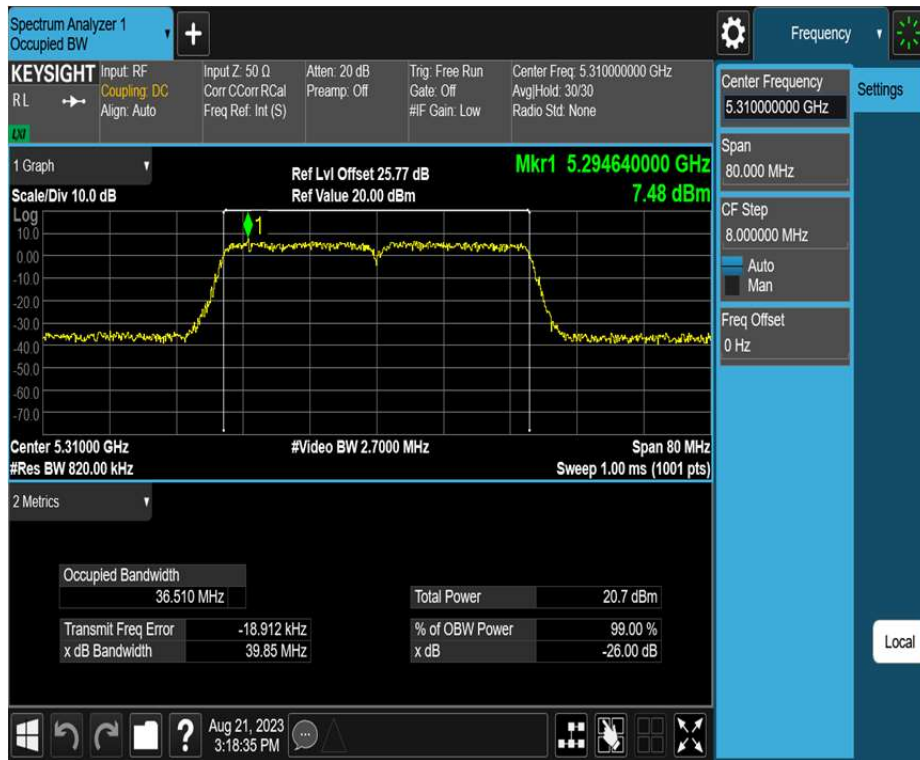 Spectrum Analyzer 1
Occupied BW
+
Frequency
KEYSIGHT
RL
LXI
Input: RF
Coupling: DC
Align: Auto
Input Z: 50 Ω
Corr CCorr RCal
Freq Ref: Int (S)
Atten: 20 dB
Preamp: Off
Trig: Free Run
Gate: Off
#IF Gain: Low
Center Freq: 5.310000000 GHz
Avg|Hold: 30/30
Radio Std: None
Center Frequency
5.310000000 GHz
Settings
Span
80.000 MHz
CF Step
8.000000 MHz
Auto
Man
Freq Offset
0 Hz
1 Graph
Scale/Div 10.0 dB
Ref Lvl Offset 25.77 dB
Ref Value 20.00 dBm
Mkr1 5.294640000 GHz
7.48 dBm
Log
10.0
0.00
-10.0
-20.0
-30.0
-40.0
-50.0
-60.0
-70.0
1
Center 5.31000 GHz
#Video BW 2.7000 MHz
Span 80 MHz
#Res BW 820.00 kHz
Sweep 1.00 ms (1001 pts)
2 Metrics
Occupied Bandwidth
36.510 MHz
Total Power
20.7 dBm
Transmit Freq Error
-18.912 kHz
% of OBW Power
99.00 %
x dB Bandwidth
39.85 MHz
x dB
-26.00 dB
Local
?
Aug 21, 2023
3:18:35 PM